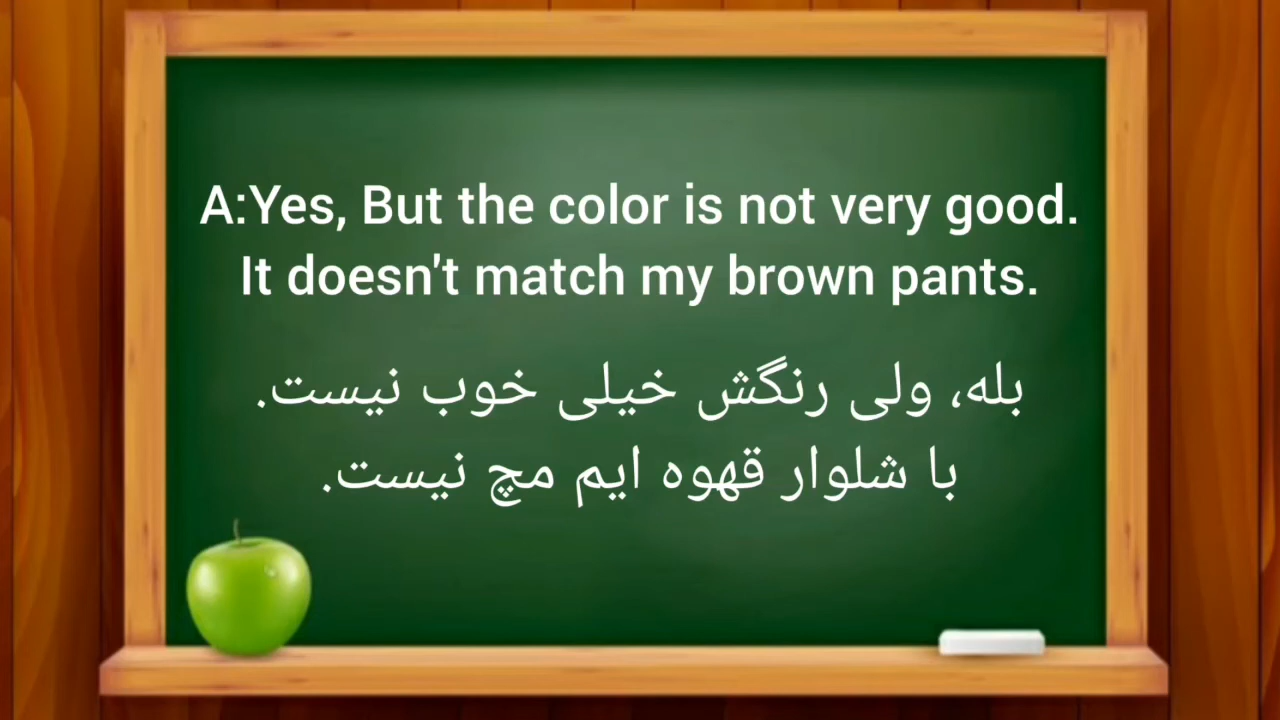 A:Yes, But the color is not very good.
It doesn't match my brown pants.
بله، ولی رنگش خیلی خوب نیست.
با شلوار قهوه ایم مچ نیست.